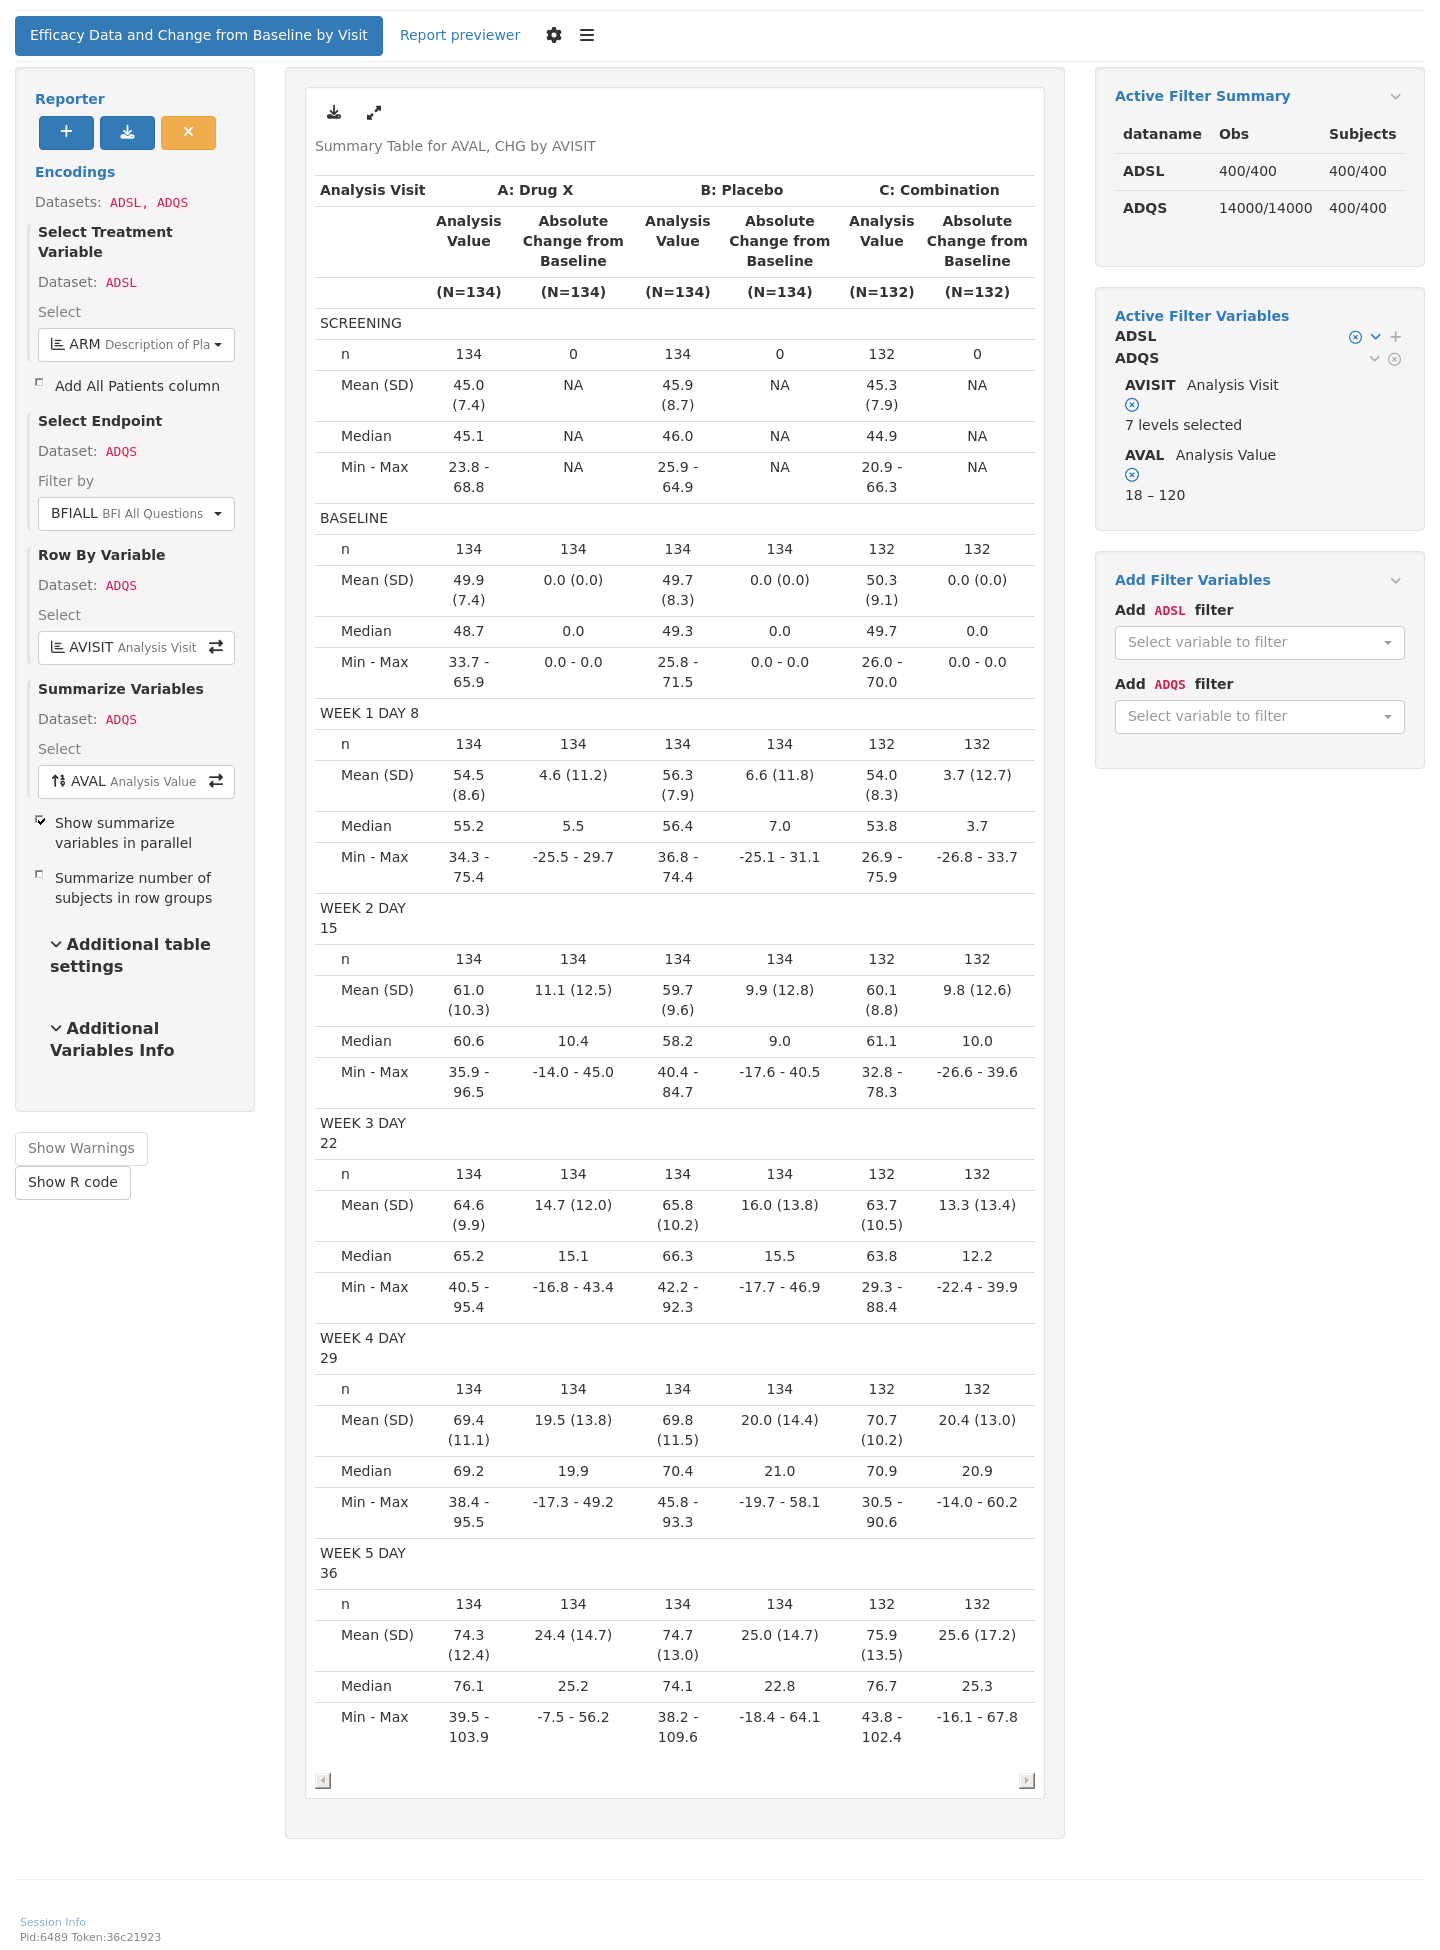 Efficacy Data and Change from Baseline by Visit Report previewer
Reporter
Encodings
Datasets: ADSL, ADQS
Select Treatment
Variable
Dataset: ADSL
Select
ARM Description of Pla
Add All Patients column
Select Endpoint
Dataset: ADQS
Filter by
BFIALL BFI All Questions
Row By Variable
Dataset: ADQS
Select
AVISIT Analysis Visit
Summarize Variables
Dataset: ADQS
Select
AVAL Analysis Value
Show summarize
variables in parallel
Summarize number of
subjects in row groups
Additional table
settings
Additional
Variables Info
Show Warnings
Show R code
Summary Table for AVAL, CHG by AVISIT
Analysis Visit A: Drug X B: Placebo C: Combination
Analysis Absolute Analysis Absolute Analysis Absolute
Value Change from Value Change from Value Change from
Baseline Baseline Baseline
(N=134) (N=134) (N=134) (N=134) (N=132) (N=132)
SCREENING
n 134 0 134 0 132 0
Mean (SD) 45.0 NA 45.9 NA 45.3 NA
(7.4) (8.7) (7.9)
Median 45.1 NA 46.0 NA 44.9 NA
Min - Max 23.8 - NA 25.9 - NA 20.9 - NA
68.8 64.9 66.3
BASELINE
n 134 134 134 134 132 132
Mean (SD) 49.9 0.0 (0.0) 49.7 0.0 (0.0) 50.3 0.0 (0.0)
(7.4) (8.3) (9.1)
Median 48.7 0.0 49.3 0.0 49.7 0.0
Min - Max 33.7 - 0.0 - 0.0 25.8 - 0.0 - 0.0 26.0 - 0.0 - 0.0
65.9 71.5 70.0
WEEK 1 DAY 8
n 134 134 134 134 132 132
Mean (SD) 54.5 4.6 (11.2) 56.3 6.6 (11.8) 54.0 3.7 (12.7)
(8.6) (7.9) (8.3)
Median 55.2 5.5 56.4 7.0 53.8 3.7
Min - Max 34.3 - -25.5 - 29.7 36.8 - -25.1 - 31.1 26.9 - -26.8 - 33.7
75.4 74.4 75.9
WEEK 2 DAY
15
n 134 134 134 134 132 132
Mean (SD) 61.0 11.1 (12.5) 59.7 9.9 (12.8) 60.1 9.8 (12.6)
(10.3) (9.6) (8.8)
Median 60.6 10.4 58.2 9.0 61.1 10.0
Min - Max 35.9 - -14.0 - 45.0 40.4 - -17.6 - 40.5 32.8 - -26.6 - 39.6
96.5 84.7 78.3
WEEK 3 DAY
22
n 134 134 134 134 132 132
Mean (SD) 64.6 14.7 (12.0) 65.8 16.0 (13.8) 63.7 13.3 (13.4)
(9.9) (10.2) (10.5)
Median 65.2 15.1 66.3 15.5 63.8 12.2
Min - Max 40.5 - -16.8 - 43.4 42.2 - -17.7 - 46.9 29.3 - -22.4 - 39.9
95.4 92.3 88.4
WEEK 4 DAY
29
n 134 134 134 134 132 132
Mean (SD) 69.4 19.5 (13.8) 69.8 20.0 (14.4) 70.7 20.4 (13.0)
(11.1) (11.5) (10.2)
Median 69.2 19.9 70.4 21.0 70.9 20.9
Min - Max 38.4 - -17.3 - 49.2 45.8 - -19.7 - 58.1 30.5 - -14.0 - 60.2
95.5 93.3 90.6
WEEK 5 DAY
36
n 134 134 134 134 132 132
Mean (SD) 74.3 24.4 (14.7) 74.7 25.0 (14.7) 75.9 25.6 (17.2)
(12.4) (13.0) (13.5)
Median 76.1 25.2 74.1 22.8 76.7 25.3
Min - Max 39.5 - -7.5 - 56.2 38.2 - -18.4 - 64.1 43.8 - -16.1 - 67.8
103.9 109.6 102.4
Active Filter Summary
dataname Obs Subjects
ADSL 400/400 400/400
ADQS 14000/14000 400/400
Active Filter Variables
ADSL
ADQS
AVISIT Analysis Visit
7 levels selected
AVAL Analysis Value
18 – 120
Add Filter Variables
Add ADSL filter
Select variable to filter
Add ADQS filter
Select variable to filter
Session Info
Pid:6489 Token:36c21923